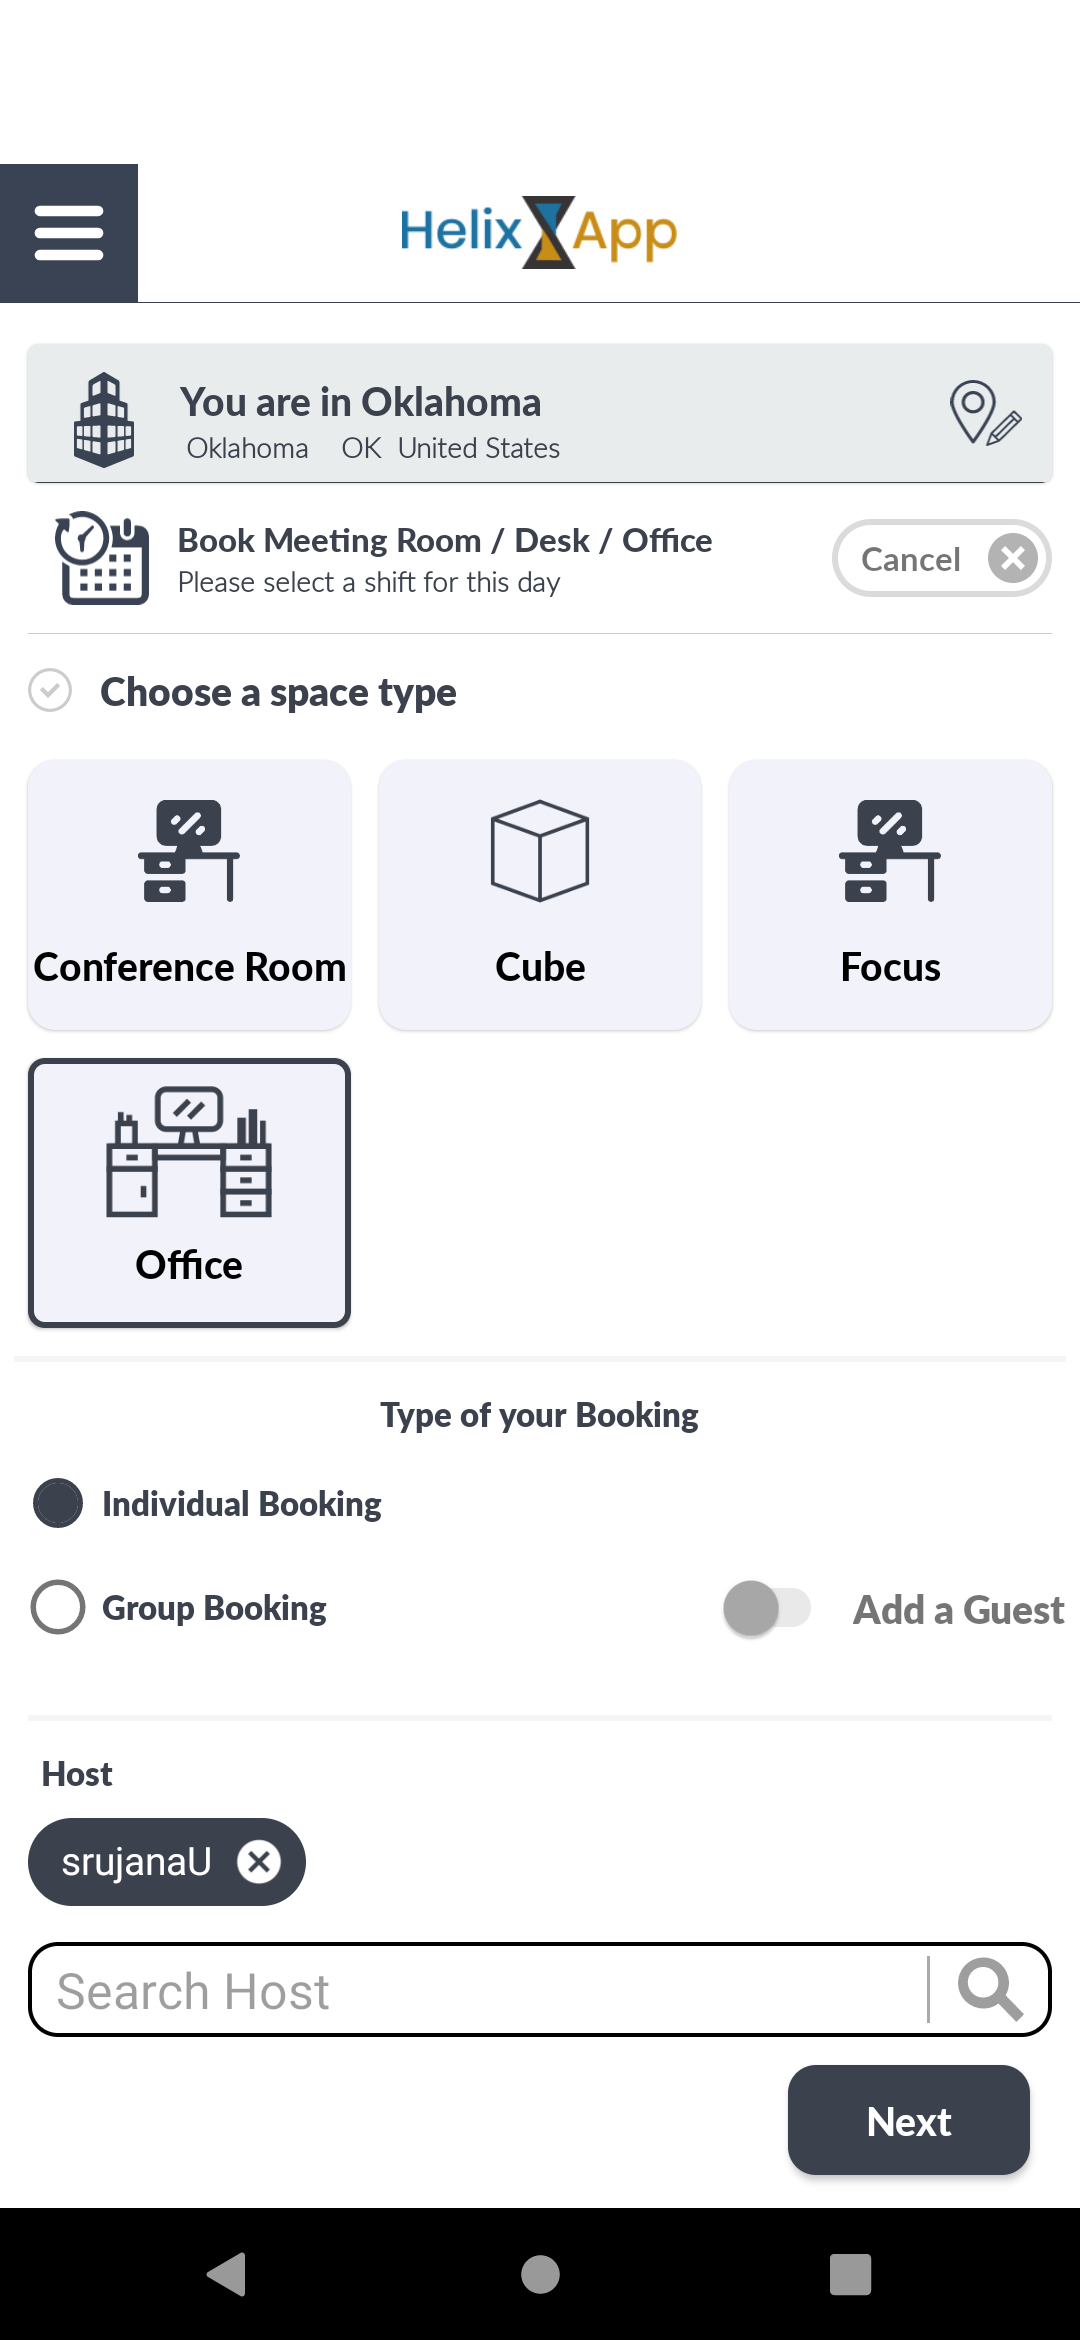 Helix App
You are in Oklahoma
Oklahoma OK United States
Book Meeting Room / Desk / Office
Please select a shift for this day
Cancel
Choose a space type
Conference Room
Cube
Focus
Office
Type of your Booking
Individual Booking
Group Booking
Add a Guest
Host
srujanaU
Search Host
Next